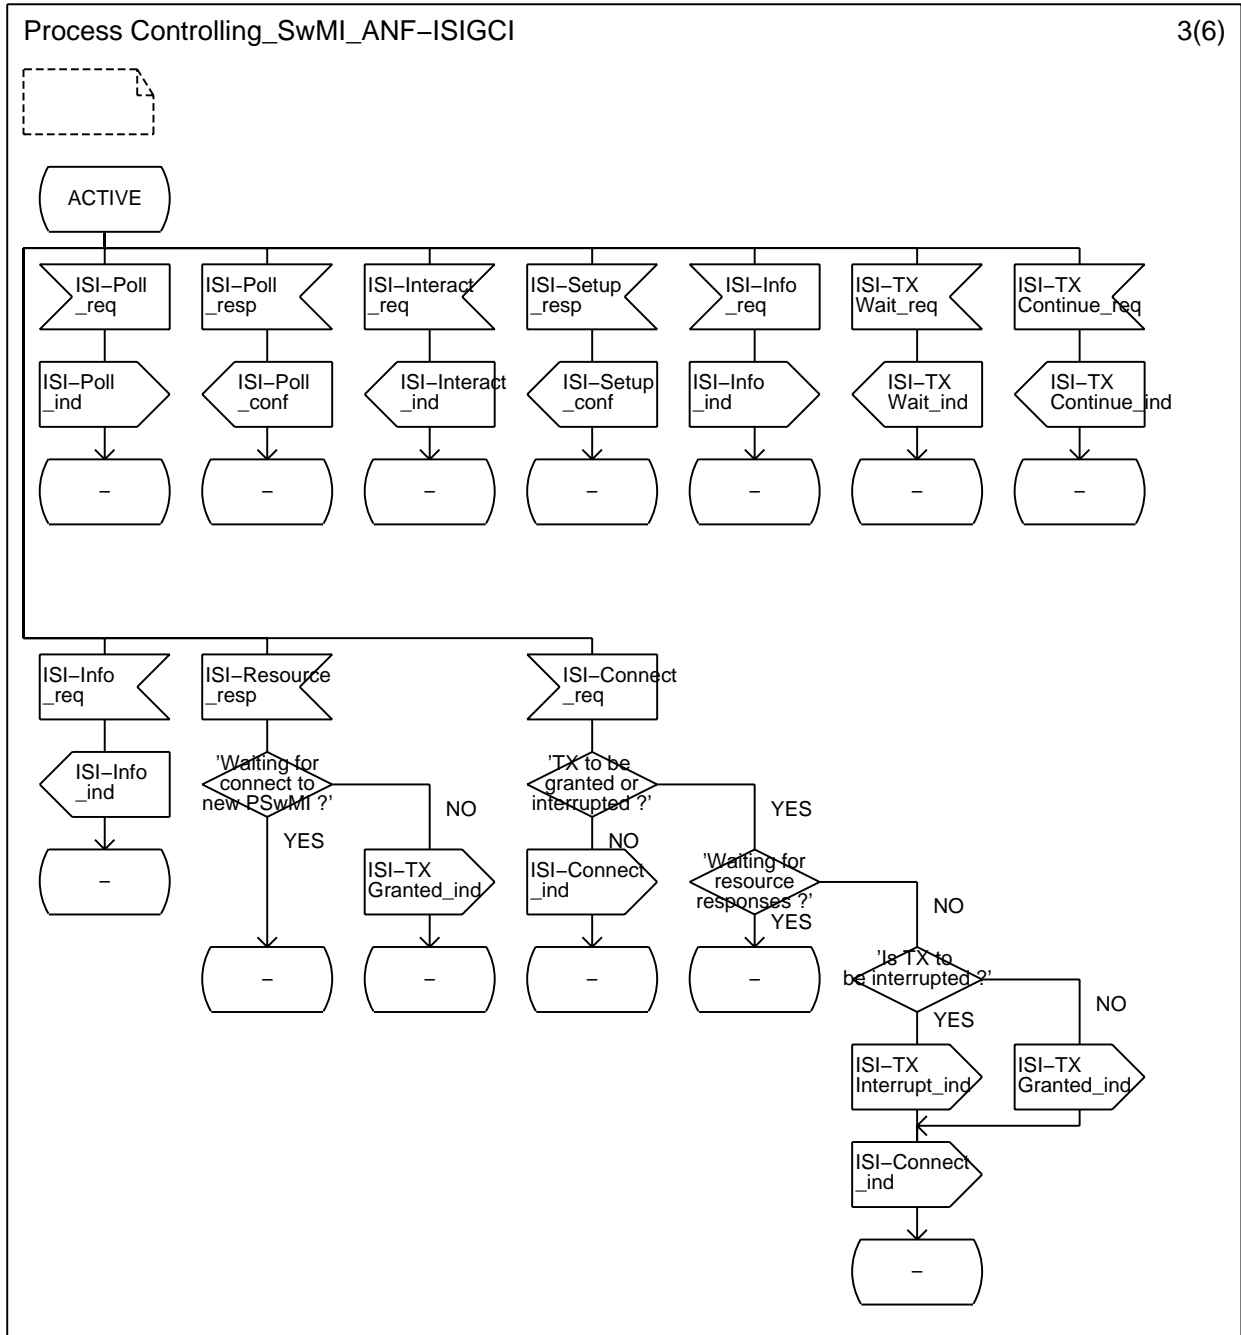 Process Controlling_SwMI_ANF−ISIGCI
3(6)
ACTIVE
ISI−Poll
_req
ISI−Poll
_resp
ISI−Interact
_req
ISI−Setup
_resp
ISI−Info
_req
ISI−TX
Wait_req
ISI−TX
Continue_req
ISI−Poll
_ind
ISI−Poll
_conf
ISI−Interact
_ind
ISI−Setup
_conf
ISI−Info
_ind
ISI−TX
Wait_ind
ISI−TX
Continue_ind
−
−
−
−
−
−
−
ISI−Info
_req
ISI−Resource
_resp
ISI−Connect
_req
ISI−Info
_ind
'Waiting for
connect to
new PSwMI ?'
NO
YES
'TX to be
granted or
interrupted ?'
YES
NO
−
ISI−TX
Granted_ind
ISI−Connect
_ind
'Waiting for
resource
responses ?'
NO
YES
−
−
−
−
'Is TX to
be interrupted ?'
NO
YES
ISI−TX
Interrupt_ind
ISI−TX
Granted_ind
ISI−Connect
_ind
−